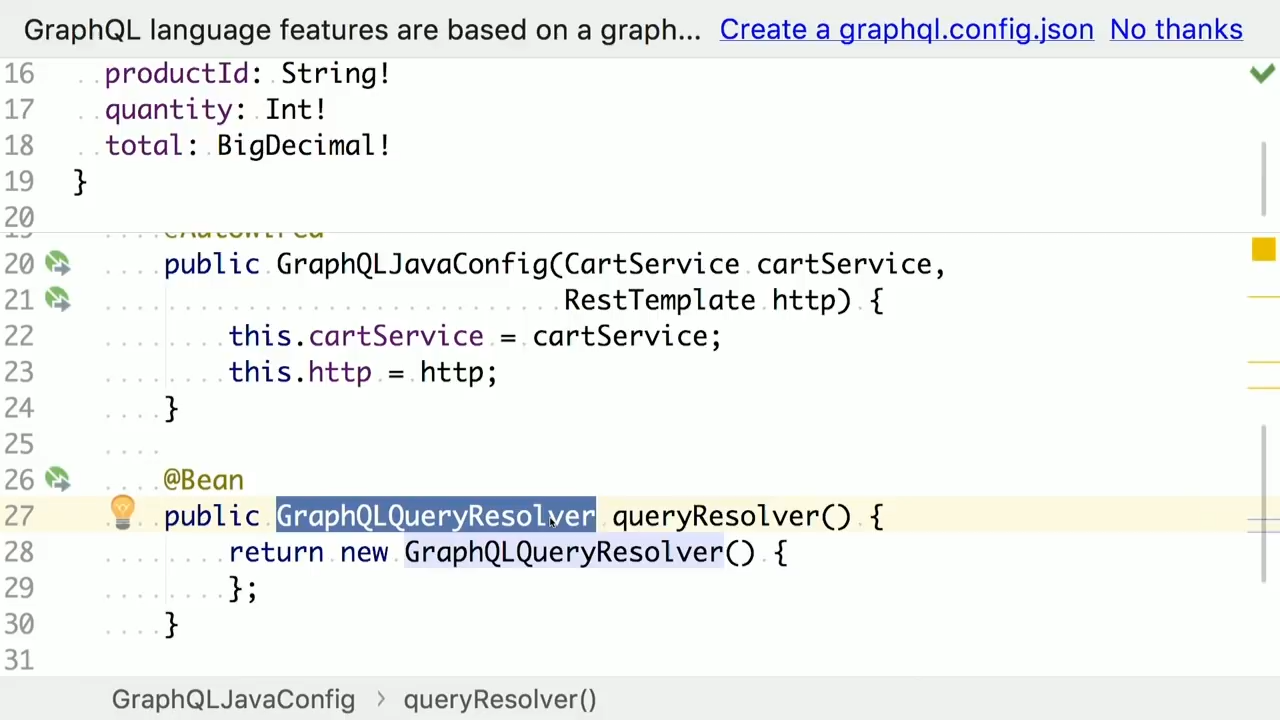 GraphQL language features are based on a graph... Create a graphql.config.json No thanks
16 productId: String!
17 quantity: Int!
18 total: BigDecimal!
19 }
20
19 @Autowired
20 public GraphQLJavaConfig(CartService cartService,
21 RestTemplate http) {
22 this.cartService = cartService;
23 this.http = http;
24 }
25
26 @Bean
27 public GraphQLQueryResolver queryResolver() {
28 return new GraphQLQueryResolver() {
29 };
30 }
31
GraphQLJavaConfig > queryResolver()